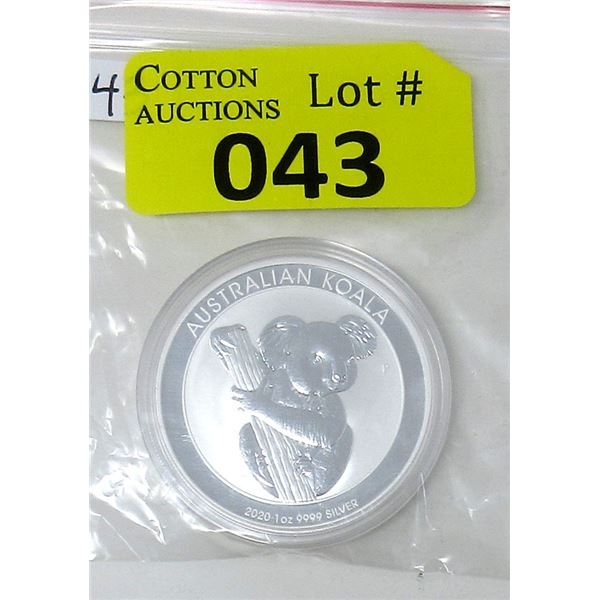 4
COTTON
AUCTIONS
Lot #
043
AUSTRALIAN KOALA
P
2020 1oz 9999 SILVER